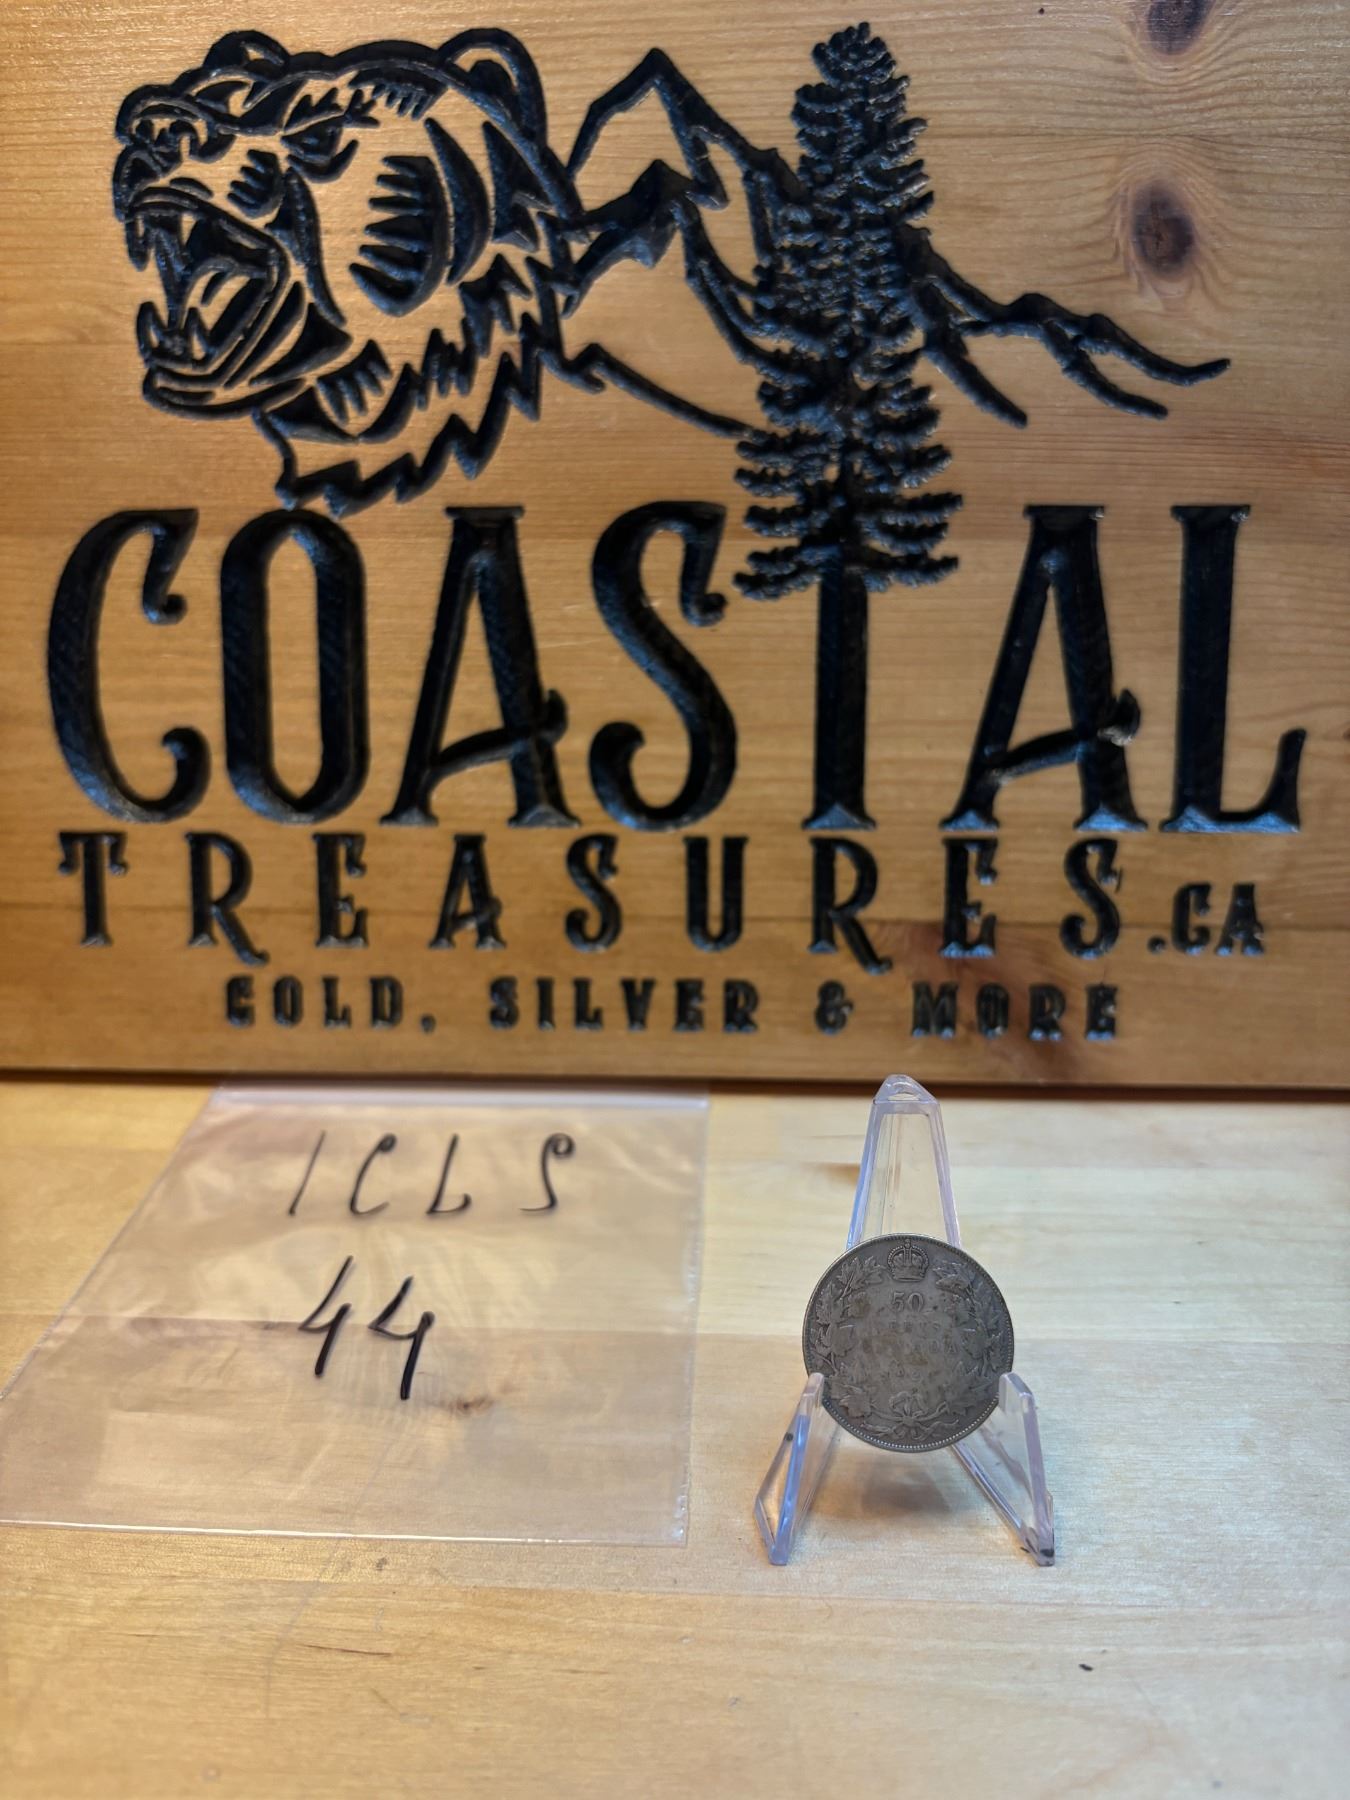 COASTAL
TREASURES.CA
GOLD, SILVER & MORE
ICLS
44
50
CENTS
CANADA